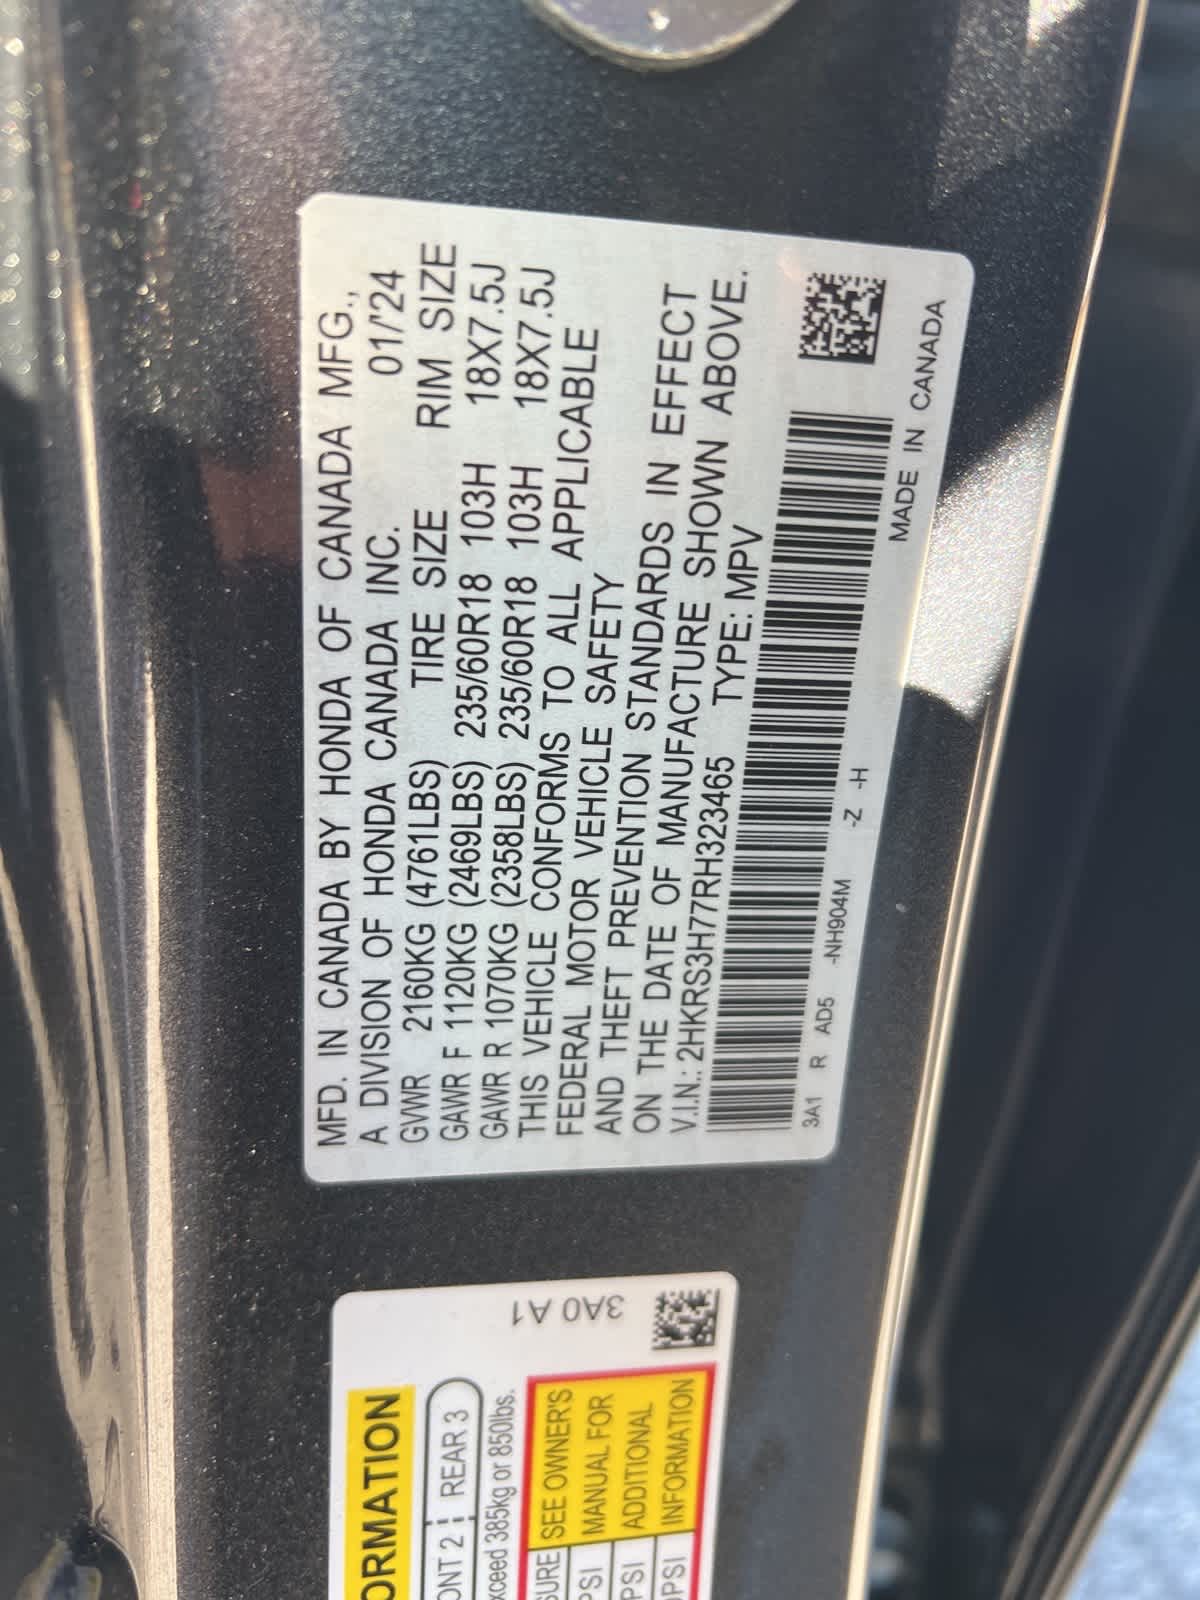 MFD. IN CANADA BY HONDA OF CANADA MFG.,
A DIVISION OF HONDA CANADA INC. 01/'24
GVWR 2160KG (4761LBS) TIRE SIZE RIM SIZE
GAWR F 1120KG (2469LBS) 235/60R18 103H 18X7.5J
GAWR R 1070KG (2358LBS) 235/60R18 103H 18X7.5J
THIS VEHICLE CONFORMS TO ALL APPLICABLE
FEDERAL MOTOR VEHICLE SAFETY
AND THEFT PREVENTION STANDARDS IN EFFECT
ON THE DATE OF MANUFACTURE SHOWN ABOVE.
V.I.N.: 2HKRS3H77RH323465 TYPE: MPV
3A1 R AD5 -NH904M -Z -H MADE IN CANADA
3A0 A1
ORMATION
ONT 2 REAR 3
xceed 385kg or 850lbs.
SURE SEE OWNER'S
PSI MANUAL FOR
PSI ADDITIONAL
PSI INFORMATION